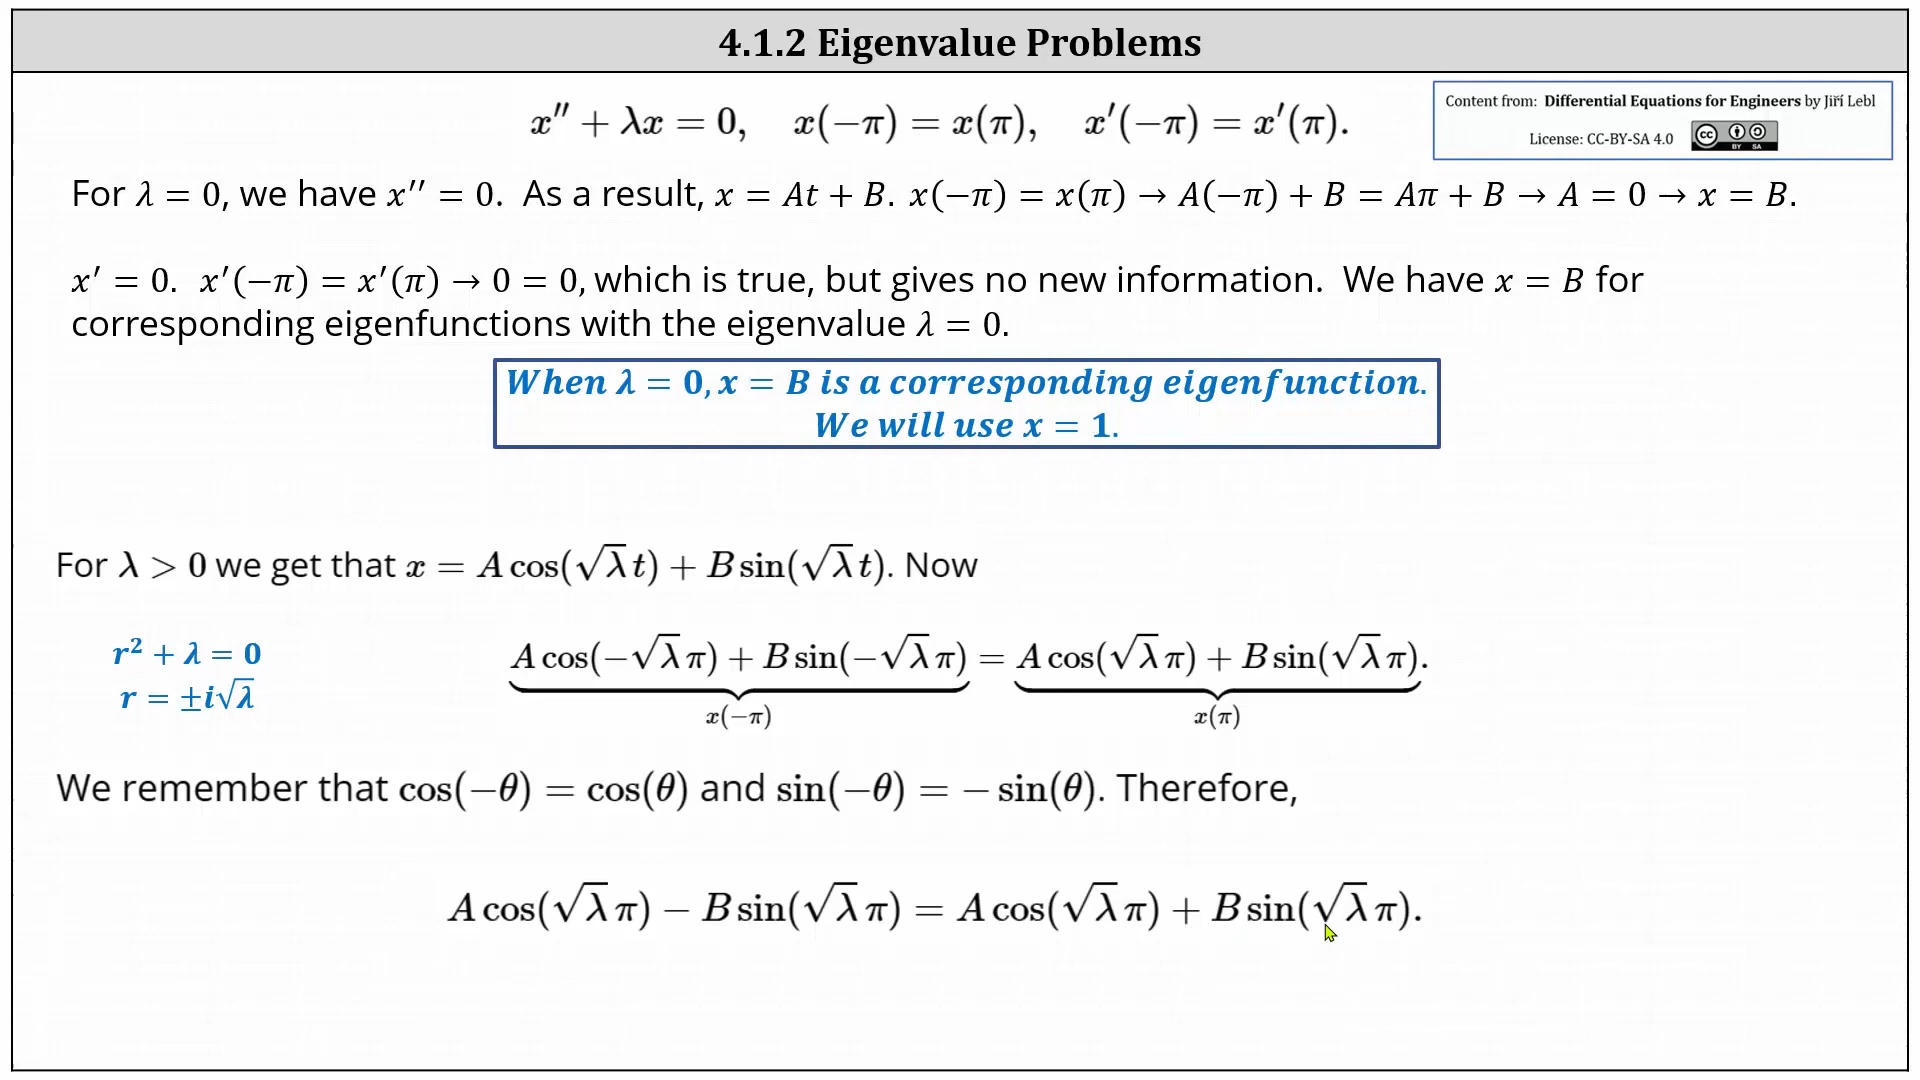 4.1.2 Eigenvalue Problems
x′′ + λx = 0,   x(−π) = x(π),   x′(−π) = x′(π).
Content from: Differential Equations for Engineers by Jiří Lebl
License: CC-BY-SA 4.0
cc BY SA
For λ = 0, we have x′′ = 0. As a result, x = At + B. x(−π) = x(π) → A(−π) + B = Aπ + B → A = 0 → x = B.
x′ = 0. x′(−π) = x′(π) → 0 = 0, which is true, but gives no new information. We have x = B for
corresponding eigenfunctions with the eigenvalue λ = 0.
When λ = 0, x = B is a corresponding eigenfunction.
We will use x = 1.
For λ > 0 we get that x = A cos(√λ t) + B sin(√λ t). Now
r² + λ = 0
r = ±i√λ
A cos(−√λ π) + B sin(−√λ π) = A cos(√λ π) + B sin(√λ π).
x(−π) x(π)
We remember that cos(−θ) = cos(θ) and sin(−θ) = − sin(θ). Therefore,
A cos(√λ π) − B sin(√λ π) = A cos(√λ π) + B sin(√λ π).